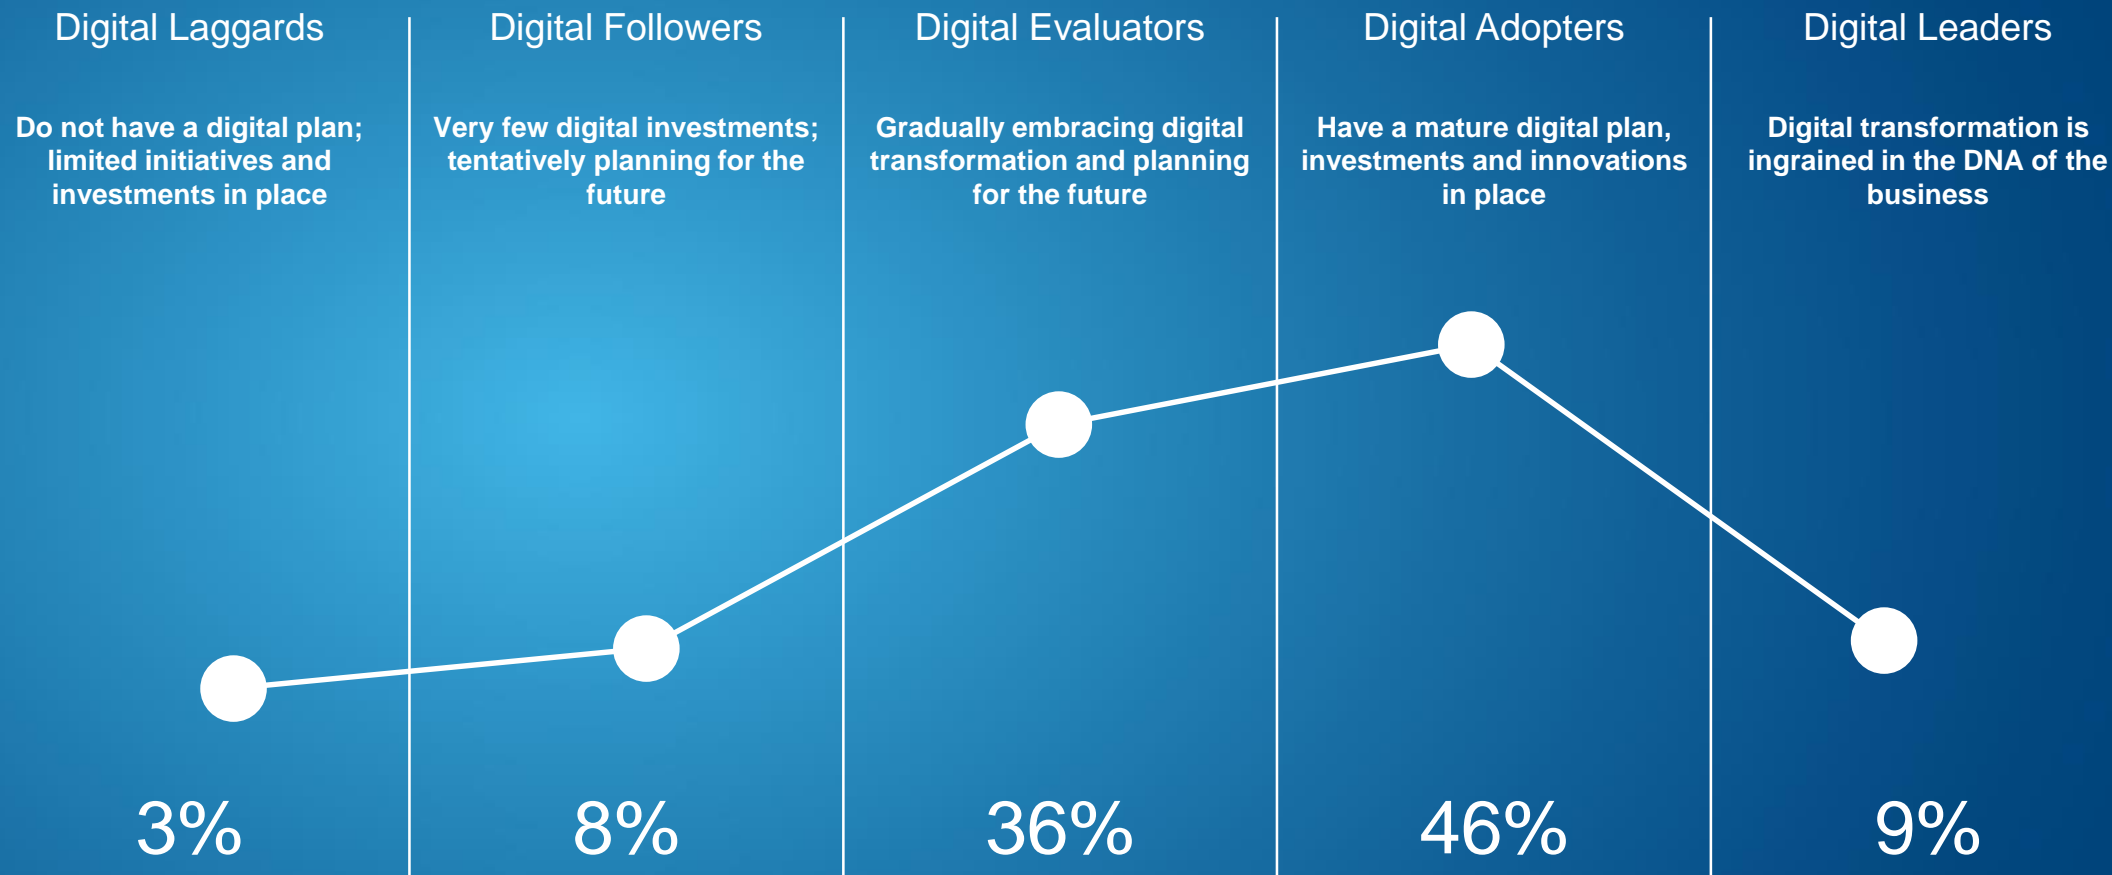 Digital Laggards
Do not have a digital plan;
limited initiatives and
investments in place
3%
Digital Followers
Very few digital investments;
tentatively planning for the
future
8%
Digital Evaluators
Gradually embracing digital
transformation and planning
for the future
36%
Digital Adopters
Have a mature digital plan,
investments and innovations
in place
46%
Digital Leaders
Digital transformation is
ingrained in the DNA of the
business
9%